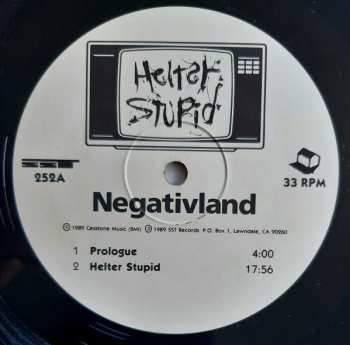 Helter
Stupid
SST
252A
33 RPM
Negativland
Ⓒ 1989 Seastone Music (BMI) Ⓟ 1989 SST Records P.O. Box 1, Lawndale, CA 90260
1 Prologue 4:00
2 Helter Stupid 17:56